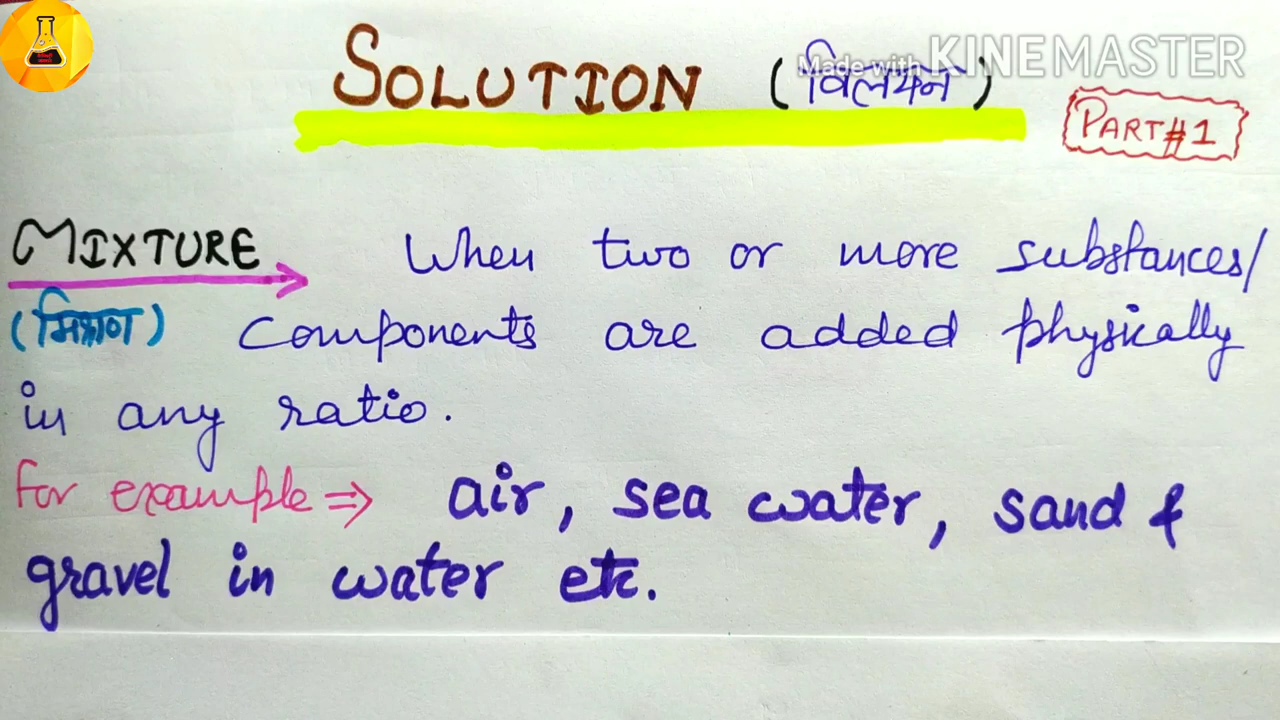 SOLUTION (विलयन)
Made with KINEMASTER
PART#1
MIXTURE When two or more substances/
(मिश्रण) components are added physically
in any ratio.
For example ⇒ air, sea water, sand &
gravel in water etc.